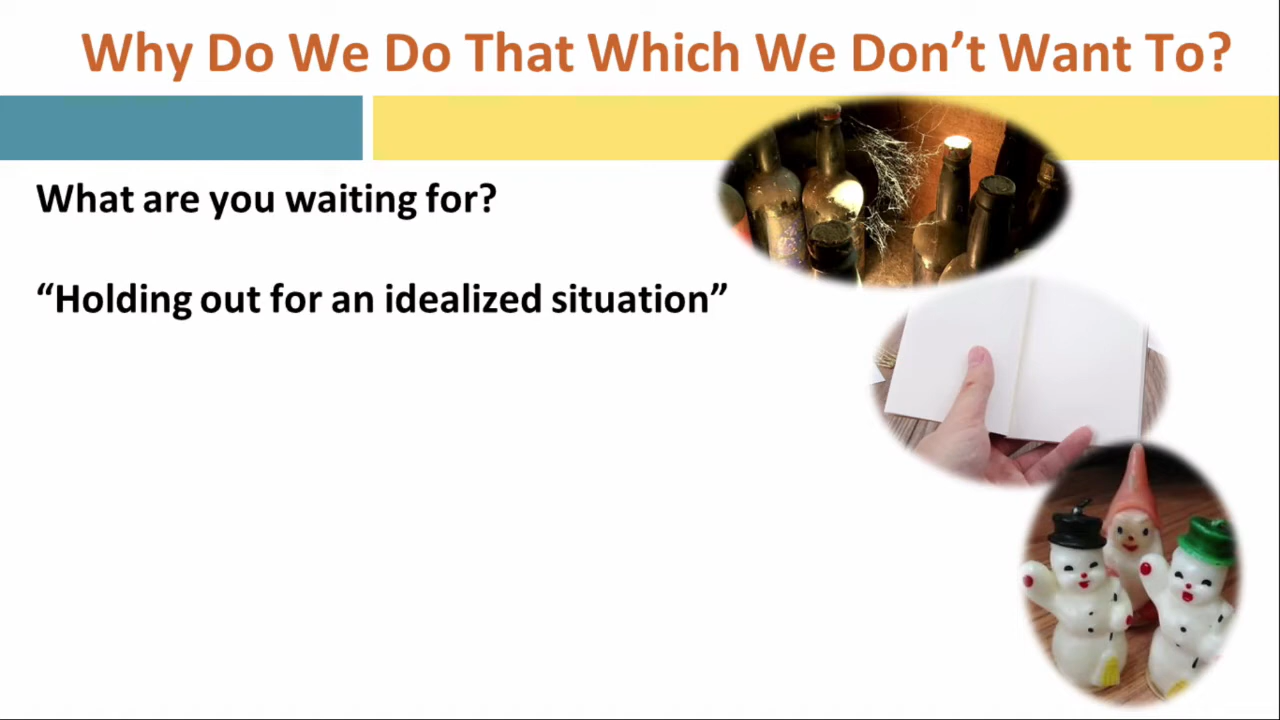 Why Do We Do That Which We Don’t Want To?
What are you waiting for?
“Holding out for an idealized situation”